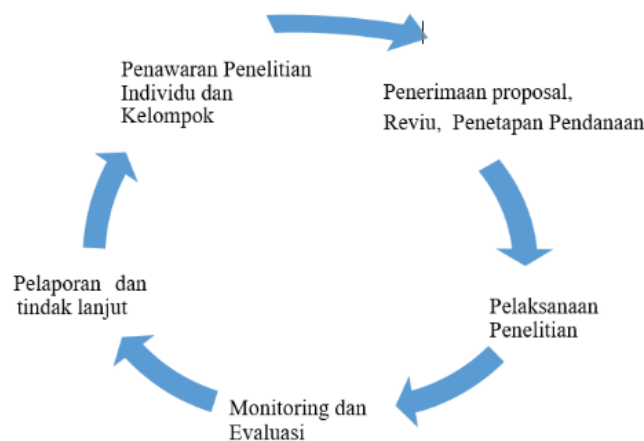 Penawaran Penelitian
Individu dan
Kelompok
Penerimaan proposal,
Reviu, Penetapan Pendanaan
Pelaksanaan
Penelitian
Monitoring dan
Evaluasi
Pelaporan dan
tindak lanjut